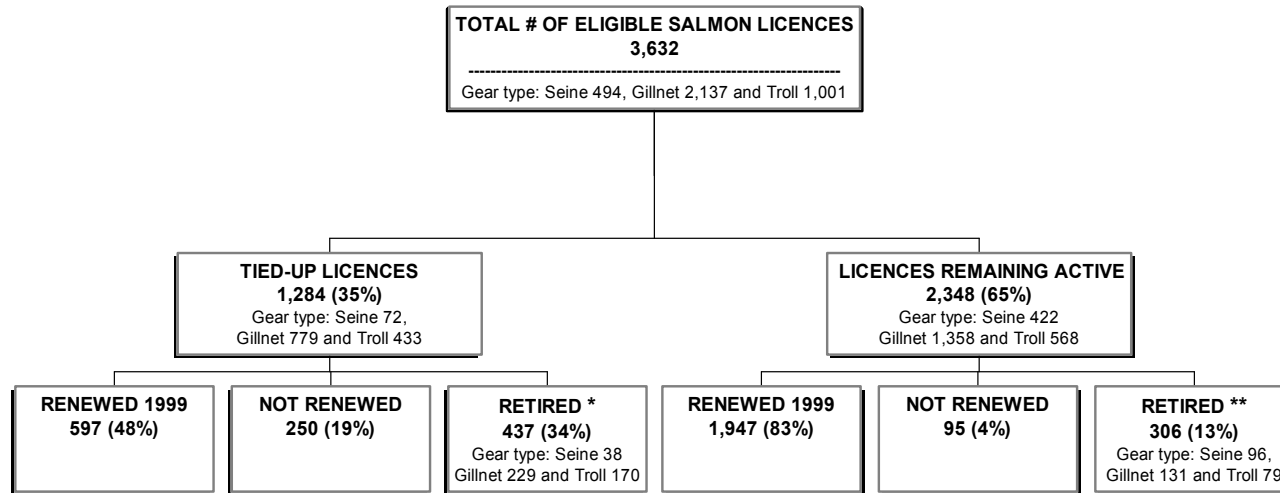 TOTAL # OF ELIGIBLE SALMON LICENCES
3,632
--------------------------------------------------------------------
Gear type: Seine 494, Gillnet 2,137 and Troll 1,001
TIED-UP LICENCES
1,284 (35%)
Gear type: Seine 72,
Gillnet 779 and Troll 433
LICENCES REMAINING ACTIVE
2,348 (65%)
Gear type: Seine 422
Gillnet 1,358 and Troll 568
RENEWED 1999
597 (48%)
NOT RENEWED
250 (19%)
RETIRED *
437 (34%)
Gear type: Seine 38
Gillnet 229 and Troll 170
RENEWED 1999
1,947 (83%)
NOT RENEWED
95 (4%)
RETIRED **
306 (13%)
Gear type: Seine 96,
Gillnet 131 and Troll 79